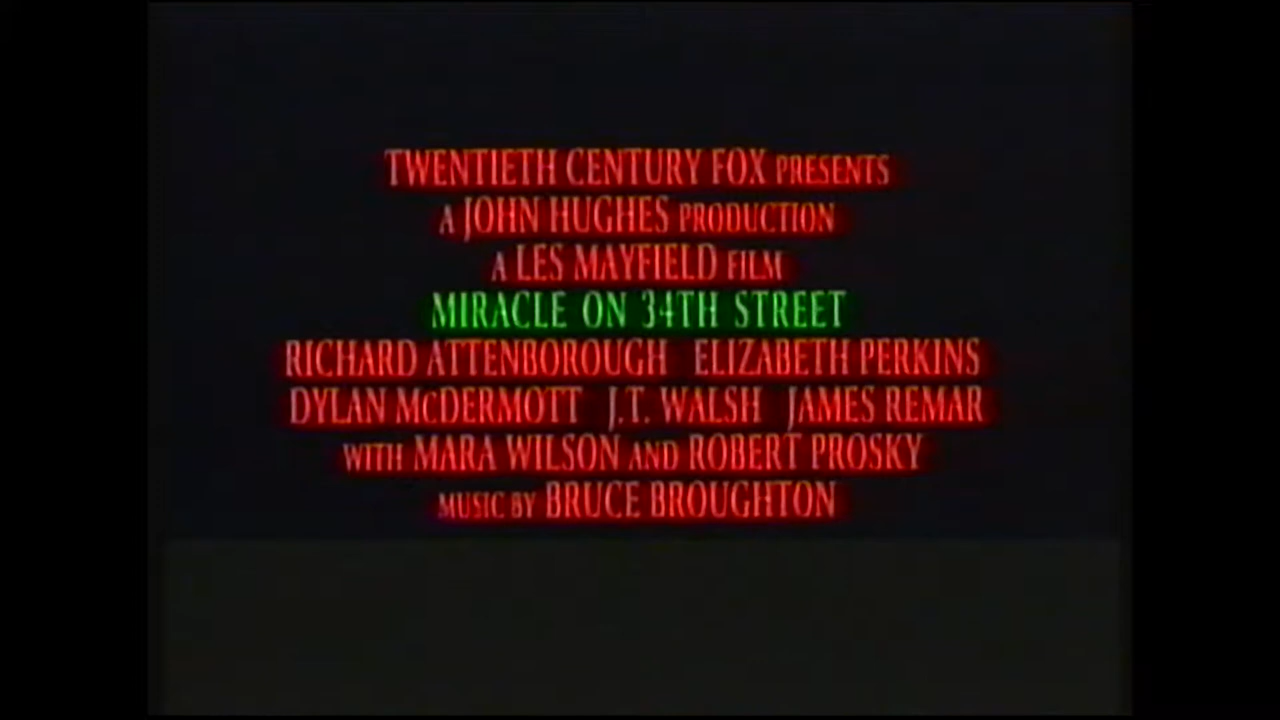 TWENTIETH CENTURY FOX PRESENTS
A JOHN HUGHES PRODUCTION
A LES MAYFIELD FILM
MIRACLE ON 34TH STREET
RICHARD ATTENBOROUGH ELIZABETH PERKINS
DYLAN McDERMOTT J.T. WALSH JAMES REMAR
WITH MARA WILSON AND ROBERT PROSKY
MUSIC BY BRUCE BROUGHTON